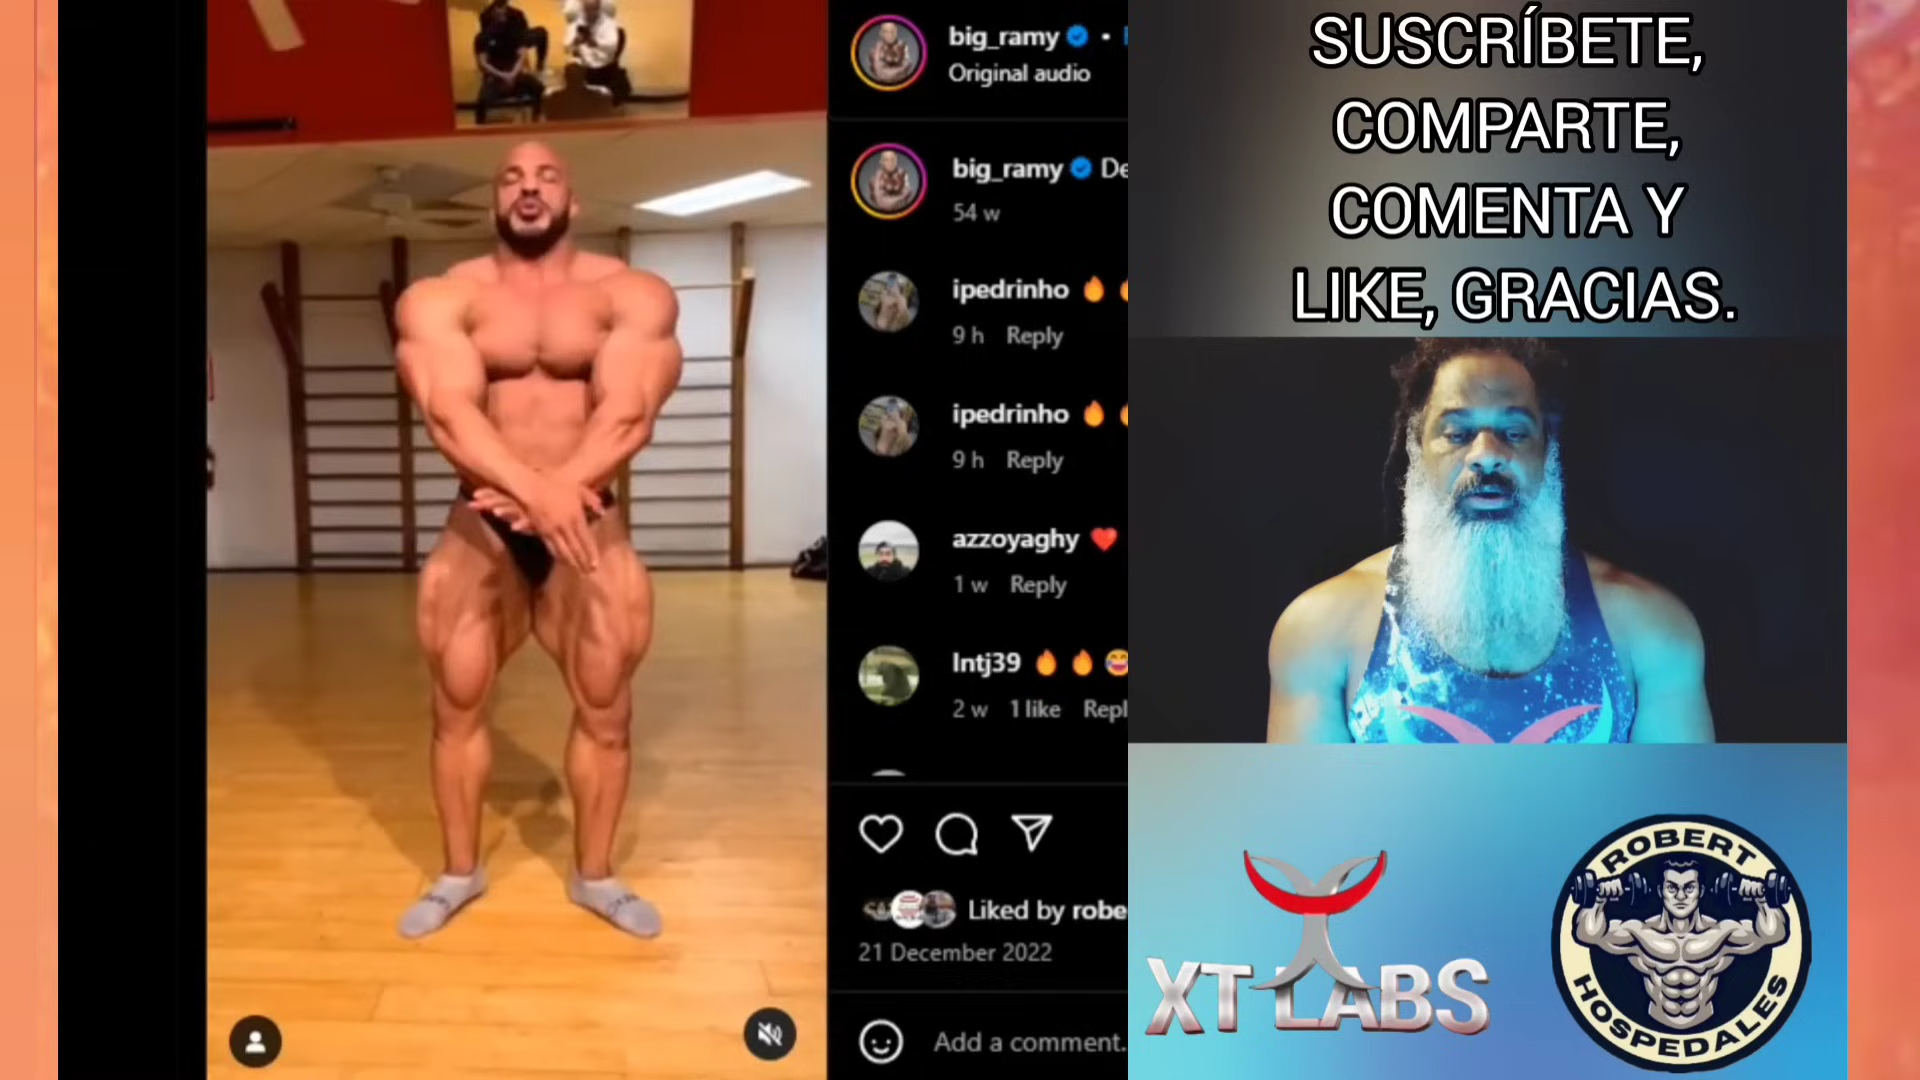 big_ramy •
Original audio
big_ramy De
54 w
ipedrinho
9 h Reply
ipedrinho
9 h Reply
azzoyaghy
1 w Reply
lntj39
2 w 1 like Repl
Liked by robe
21 December 2022
Add a comment.
SUSCRÍBETE,
COMPARTE,
COMENTA Y
LIKE, GRACIAS.
XT LABS
ROBERT
HOSPEDALES